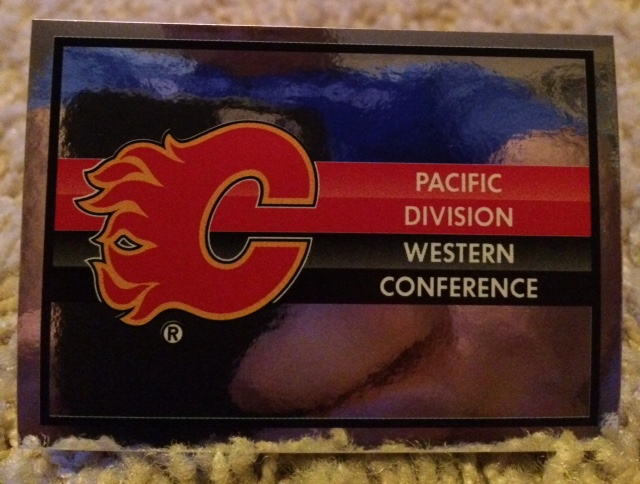 PACIFIC
DIVISION
WESTERN
CONFERENCE
C
®